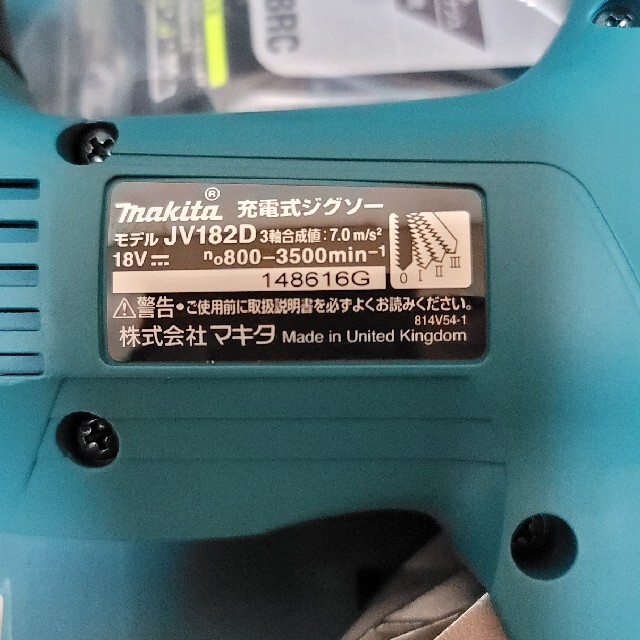 8RC
makita® 充電式ジグソー
モデル JV182D 3軸合成値：7.0m/s²
18V⎓ n₀800−3500min⁻¹
0 I II III
148616G
⚠警告・ご使用前に取扱説明書を必ずよくお読みください。
814V54-1
株式会社 マキタ Made in United Kingdom